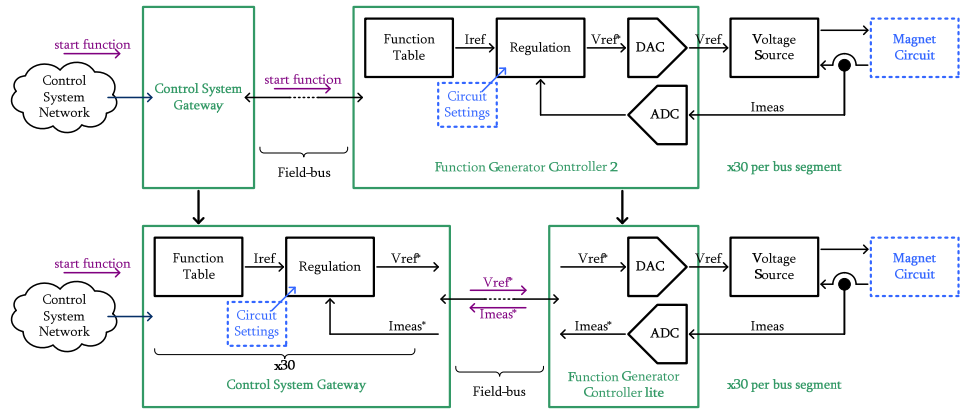 start function
Control
System
Network
Control System
Gateway
start function
Field-bus
Function
Table
Iref
Regulation
Vref*
DAC
Vref
Voltage
Source
Magnet
Circuit
Circuit
Settings
ADC
Imeas
Function Generator Controller 2
x30 per bus segment
start function
Control
System
Network
Function
Table
Iref
Regulation
Vref*
Circuit
Settings
Imeas*
x30
Control System Gateway
Vref*
Imeas*
Field-bus
Vref*
DAC
Vref
Voltage
Source
Magnet
Circuit
Imeas*
ADC
Imeas
Function Generator
Controller lite
x30 per bus segment